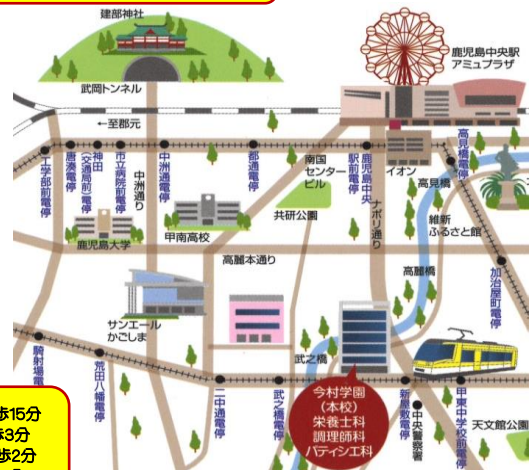 建部神社
武岡トンネル
鹿児島中央駅
アミュプラザ
←至郡元
工学部前電停
唐湊電停
神田
(交通局前)電停
市立病院前電停
中洲通り
中洲通電停
都通電停
南国
センター
ビル
鹿児島中央
駅前電停
イオン
高見橋電停
高見橋
ナポリ通り
維新
ふるさと館
共研公園
甲南高校
鹿児島大学
高麗本通り
高麗橋
加治屋町電停
サンエール
かごしま
武之橋
騎射場電停
荒田八幡電停
二中通電停
武之橋電停
今村学園
(本校)
栄養士科
調理師科
パティシエ科
新屋敷電停
中央警察署
甲東中学校前電停
天文館公園
歩15分
歩3分
歩2分